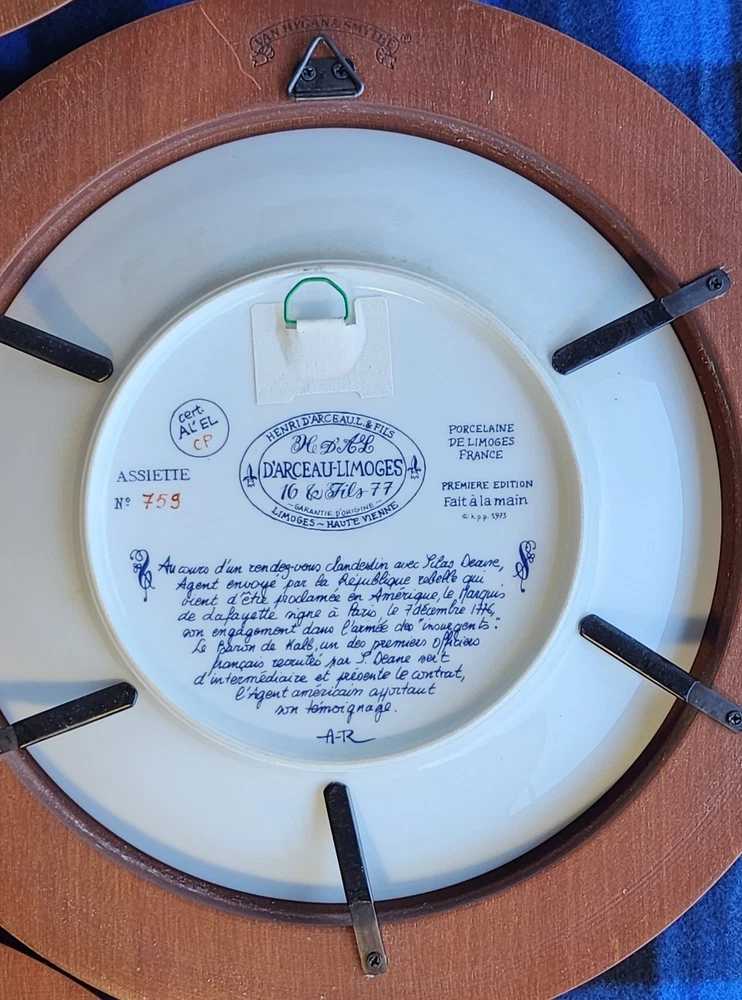 VAN HYGAN & SMYTHE ®
cert.
AL' EL
CP
ASSIETTE
Nº 759
HENRI D'ARCEAU.L & FILS
H D'A L
D'ARCEAU-LIMOGES
16 & Fils 77
GARANTIE D'ORIGINE
LIMOGES ~ HAUTE VIENNE
PORCELAINE
DE LIMOGES
FRANCE
PREMIERE EDITION
Fait à la main
1973
Au cours d'un rendez-vous clandestin avec Silas Deane,
Agent envoyé par la République rebelle qui
vient d'être proclamée en Amérique, le Marquis
de Lafayette signe à Paris, le 7 décembre 1776,
son engagement dans l'armée des "insurgents".
Le Baron de Kalb, un des premiers Officiers
français recrutés par S. Deane sert
d'intermédiaire et présente le contrat,
l'Agent américain apportant
son témoignage.
A-R